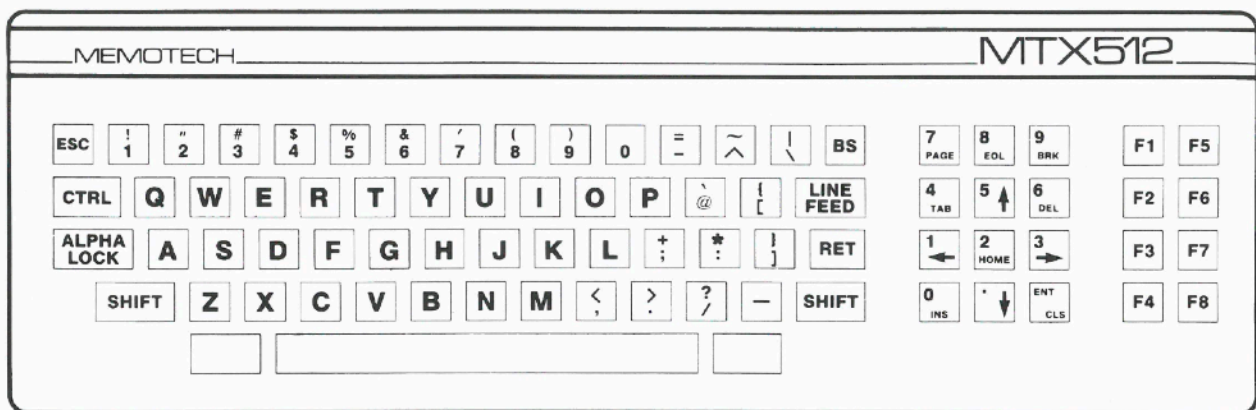 MEMOTECH MTX512
ESC ! 1 " 2 # 3 $ 4 % 5 & 6 ' 7 ( 8 ) 9 0 = - ~ ^ | \ BS 7 PAGE 8 EOL 9 BRK F1 F5
CTRL Q W E R T Y U I O P ` @ { [ LINE FEED 4 TAB 5 ↑ 6 DEL F2 F6
ALPHA LOCK A S D F G H J K L + ; * : } ] RET 1 ← 2 HOME 3 → F3 F7
SHIFT Z X C V B N M < , > . ? / — SHIFT 0 INS . ↓ ENT CLS F4 F8